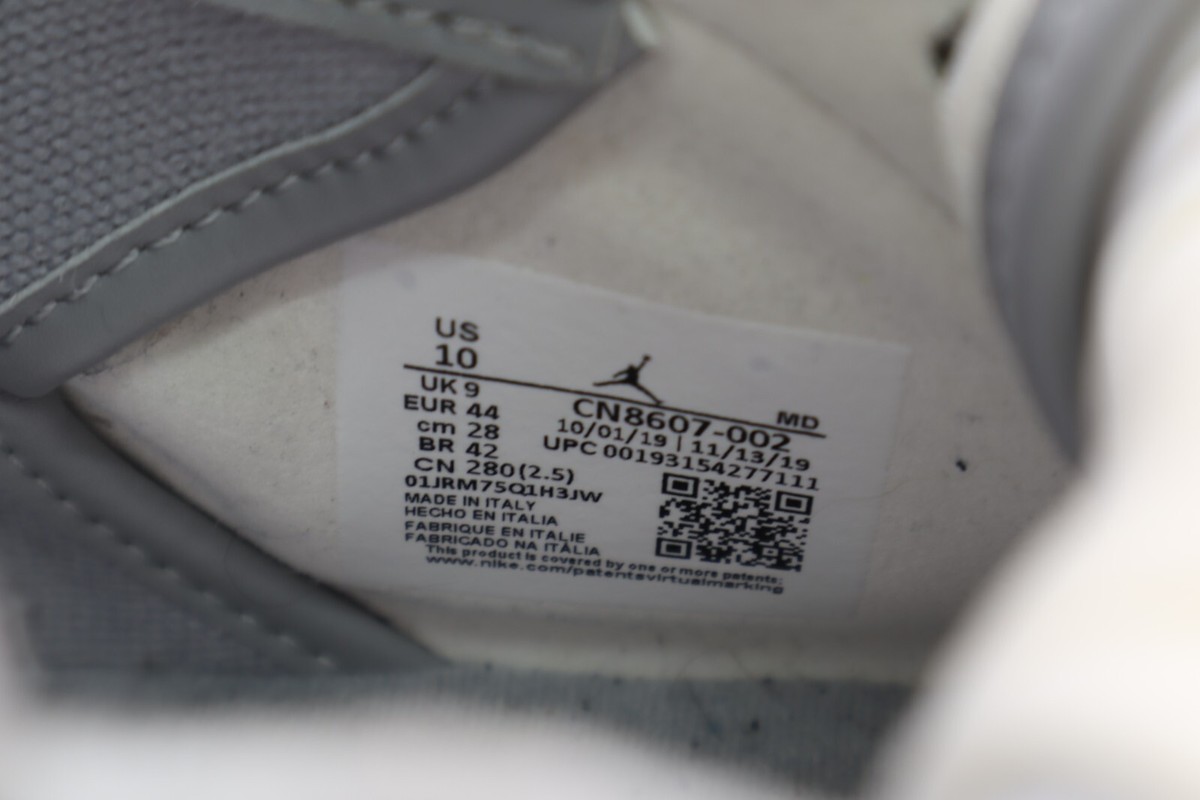 US
10
UK 9
EUR 44
cm 28
BR 42
CN 280(2.5)
01JRM75Q1H3JW
MADE IN ITALY
HECHO EN ITALIA
FABRIQUE EN ITALIE
FABRICADO NA ITÁLIA
This product is covered by one or more patents:
www.nike.com/patentsvirtualmarking
MD
CN8607-002
10/01/19 | 11/13/19
UPC 00193154277111